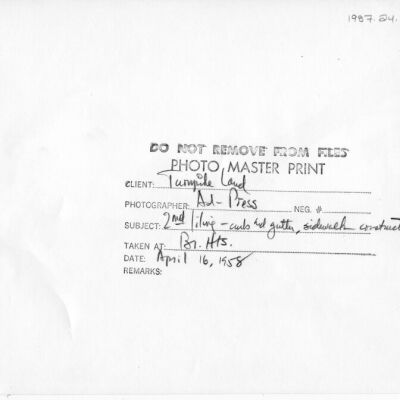 1997.24.
DO NOT REMOVE FROM FILES
PHOTO MASTER PRINT
CLIENT: Turnpike Land
PHOTOGRAPHER: Ad-Press NEG. #
SUBJECT: 2nd filing - curbs and gutter, sidewalk construct
TAKEN AT: Br. Hts.
DATE: April 16, 1958
REMARKS: